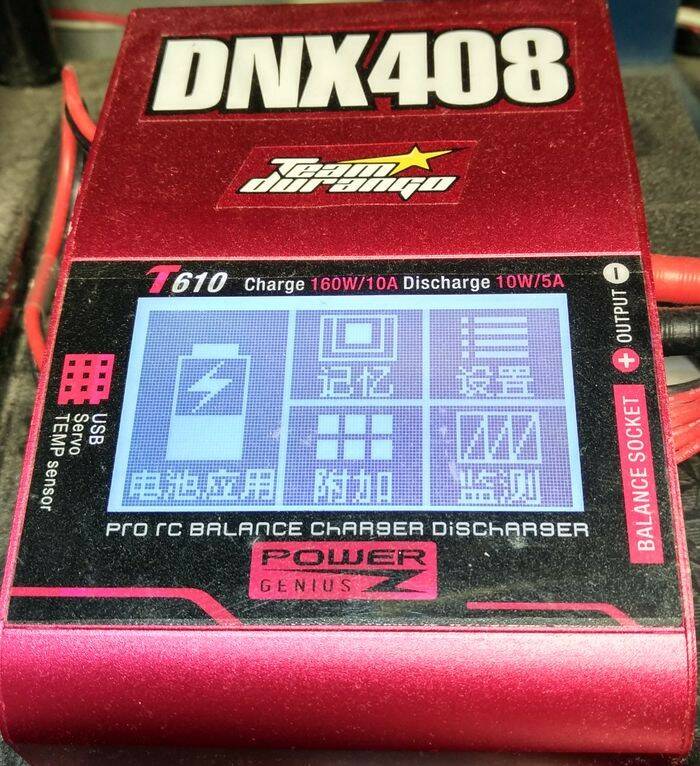 DNX408
Team
durango
T610 Charge 160W/10A Discharge 10W/5A
OUTPUT
BALANCE SOCKET
USB
Servo
TEMP sensor
记忆 设置
电池应用 附加 监测
Pro rc BALANCE ChARGER DiSChARGER
POWER
GENIUS